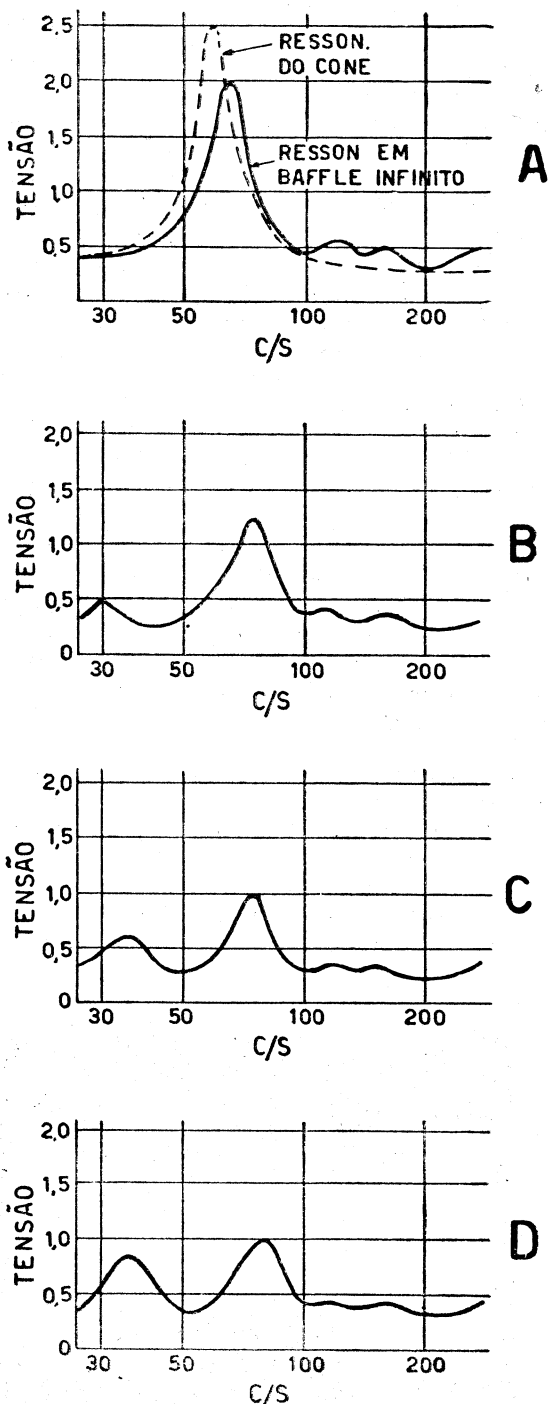 2,5
RESSON.
DO CONE
2,0
TENSÃO
1,5
RESSON EM
BAFFLE INFINITO
A
1,0
0,5
30 50 100 200
C/S
2,0
1,5
TENSÃO
1,0
B
0,5
0
30 50 100 200
C/S
2,0
1,5
TENSÃO
1,0
C
0,5
0
30 50 100 200
C/S
2,0
1,5
TENSÃO
1,0
D
0,5
0
30 50 100 200
C/S